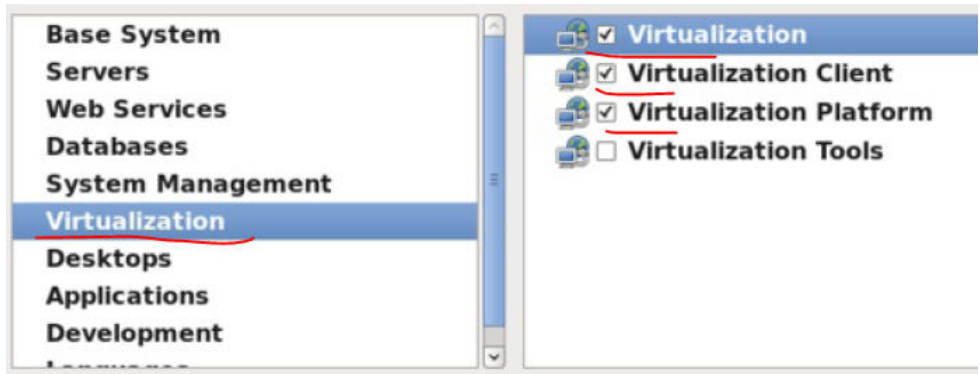 Base System
Servers
Web Services
Databases
System Management
Virtualization
Desktops
Applications
Development
Virtualization
Virtualization Client
Virtualization Platform
Virtualization Tools